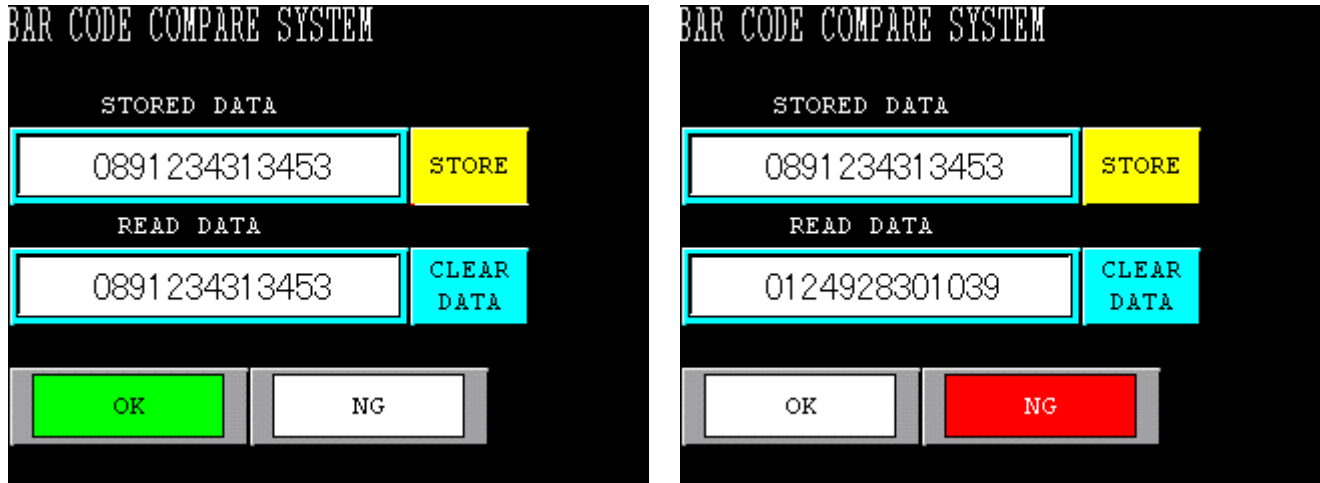 BAR CODE COMPARE SYSTEM
STORED DATA
0891234313453
STORE
READ DATA
0891234313453
CLEAR
DATA
OK
NG
BAR CODE COMPARE SYSTEM
STORED DATA
0891234313453
STORE
READ DATA
0124928301039
CLEAR
DATA
OK
NG